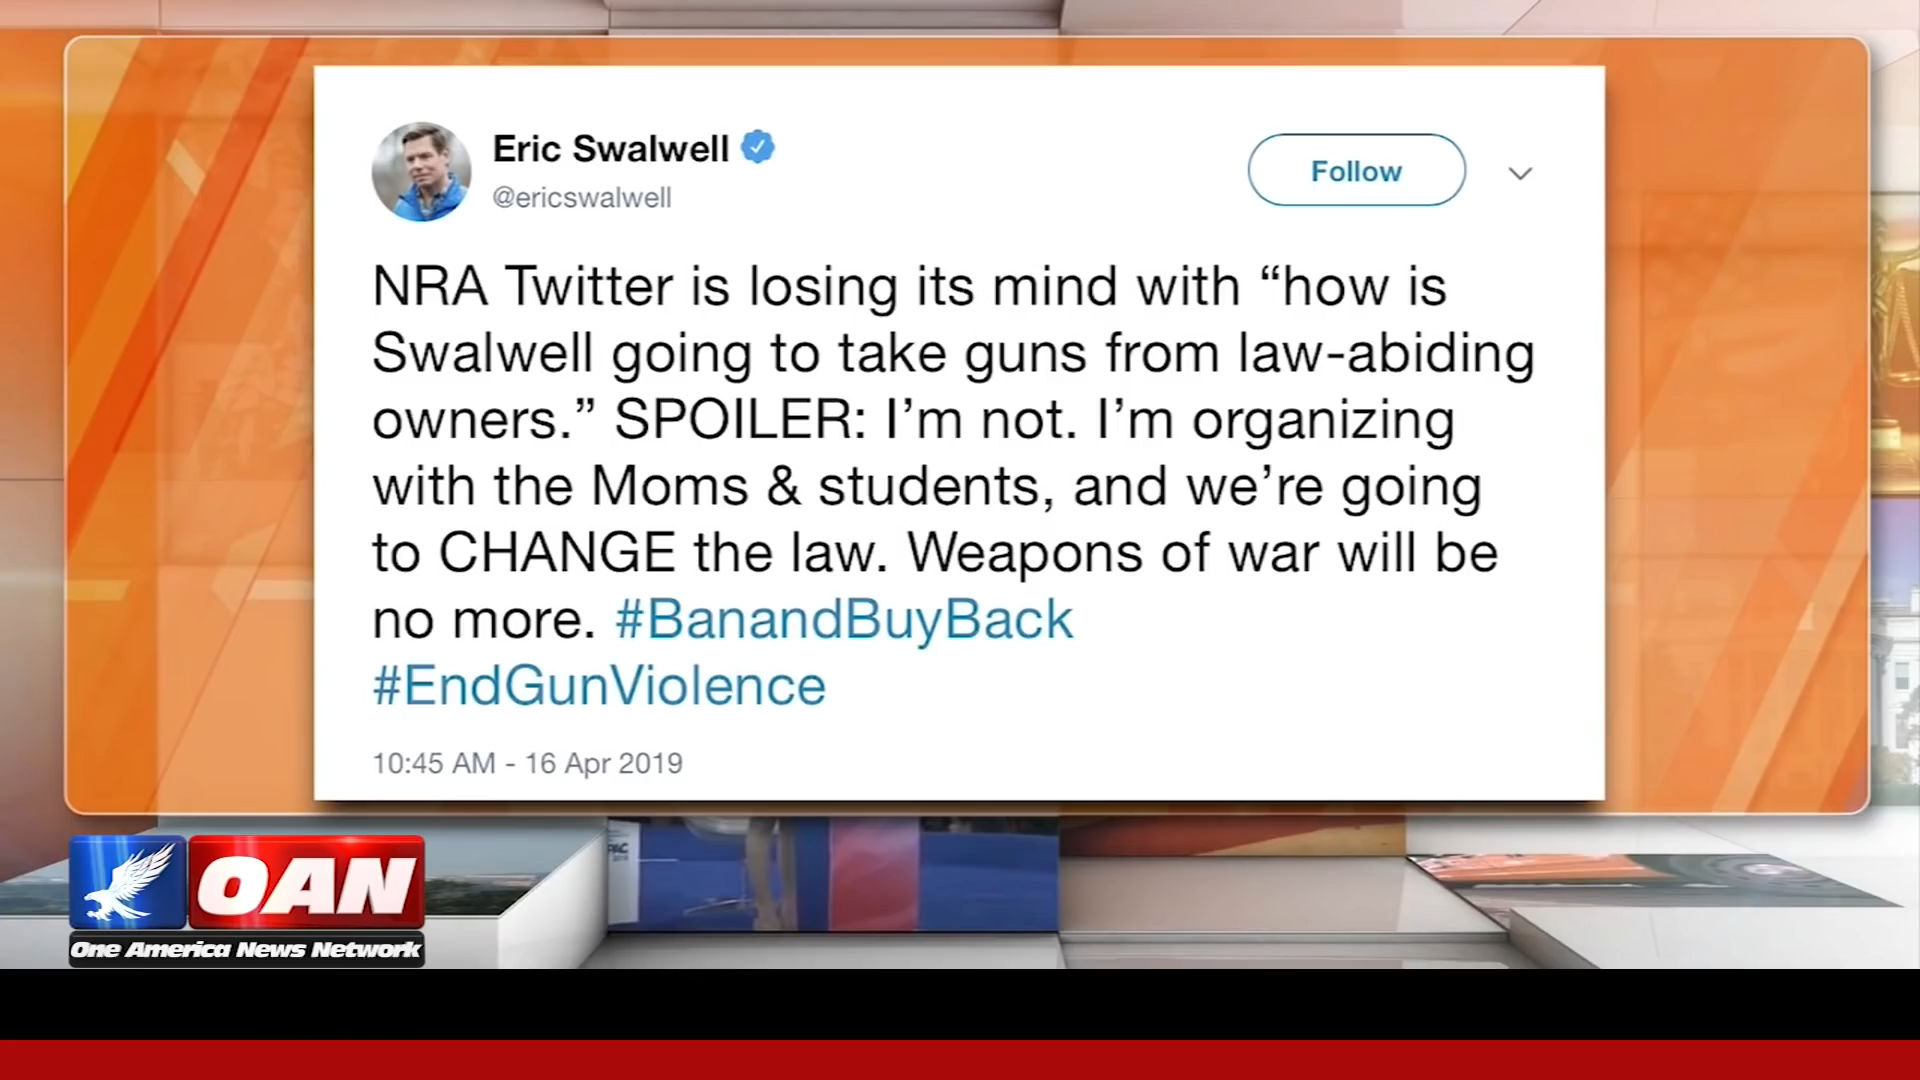 Eric Swalwell
@ericswalwell
Follow
NRA Twitter is losing its mind with “how is
Swalwell going to take guns from law-abiding
owners.” SPOILER: I’m not. I’m organizing
with the Moms & students, and we’re going
to CHANGE the law. Weapons of war will be
no more. #BanandBuyBack
#EndGunViolence
10:45 AM - 16 Apr 2019
OAN
One America News Network